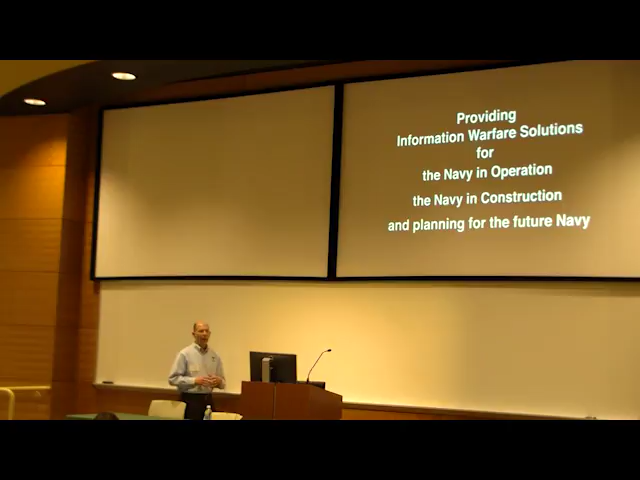 Providing
Information Warfare Solutions
for
the Navy in Operation
the Navy in Construction
and planning for the future Navy